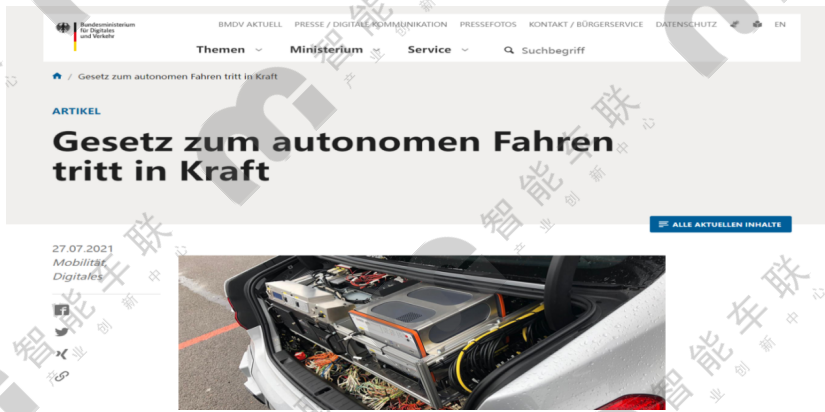 Bundesministerium
für Digitales
und Verkehr
BMDV AKTUELL PRESSE / DIGITALE KOMMUNIKATION PRESSEFOTOS KONTAKT / BÜRGERSERVICE DATENSCHUTZ EN
Themen Ministerium Service Suchbegriff
/ Gesetz zum autonomen Fahren tritt in Kraft
ARTIKEL
Gesetz zum autonomen Fahren
tritt in Kraft
ALLE AKTUELLEN INHALTE
27.07.2021
Mobilität,
Digitales
智能车联
产业创新